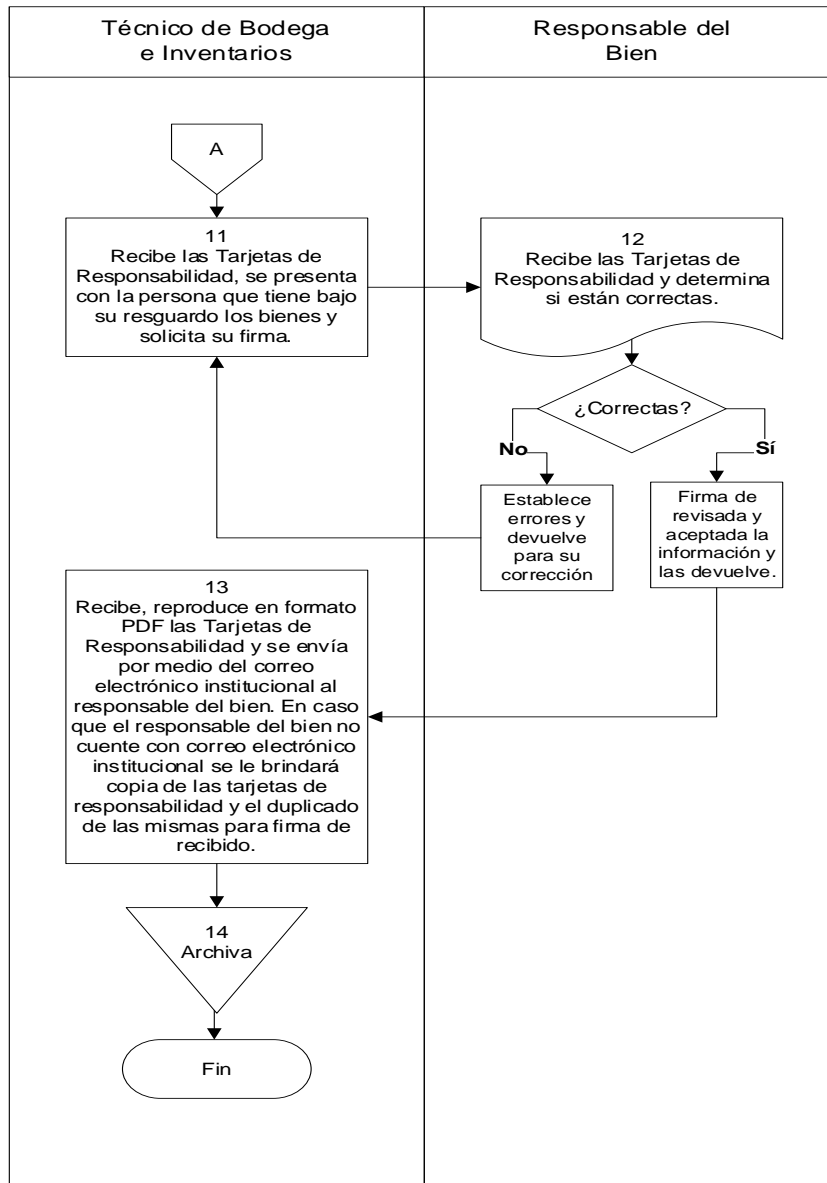 Técnico de Bodega
e Inventarios
Responsable del
Bien
A
11
Recibe las Tarjetas de
Responsabilidad, se presenta
con la persona que tiene bajo
su resguardo los bienes y
solicita su firma.
12
Recibe las Tarjetas de
Responsabilidad y determina
si están correctas.
¿Correctas?
No
Sí
Establece
errores y
devuelve
para su
corrección
Firma de
revisada y
aceptada la
información y
las devuelve.
13
Recibe, reproduce en formato
PDF las Tarjetas de
Responsabilidad y se envía
por medio del correo
electrónico institucional al
responsable del bien. En caso
que el responsable del bien no
cuente con correo electrónico
institucional se le brindará
copia de las tarjetas de
responsabilidad y el duplicado
de las mismas para firma de
recibido.
14
Archiva
Fin